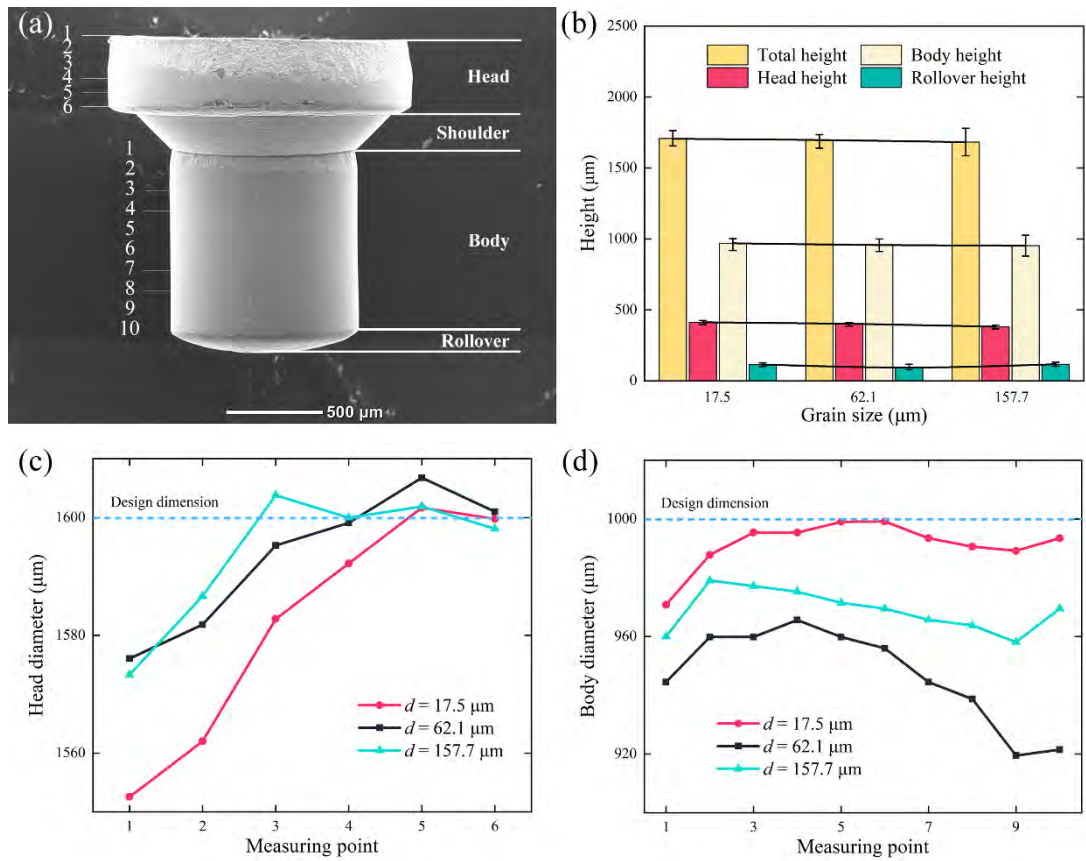 (a)
1
2
3
4
5
6
Head
Shoulder
1
2
3
4
5
6
7
8
9
10
Body
Rollover
500 μm
(b)
2500
2000
1500
1000
500
0
Height (μm)
Total height
Body height
Head height
Rollover height
17.5
62.1
157.7
Grain size (μm)
(c)
Design dimension
1600
1580
1560
Head diameter (μm)
d = 17.5 μm
d = 62.1 μm
d = 157.7 μm
1
2
3
4
5
6
Measuring point
(d)
Design dimension
1000
960
920
Body diameter (μm)
d = 17.5 μm
d = 62.1 μm
d = 157.7 μm
1
3
5
7
9
Measuring point